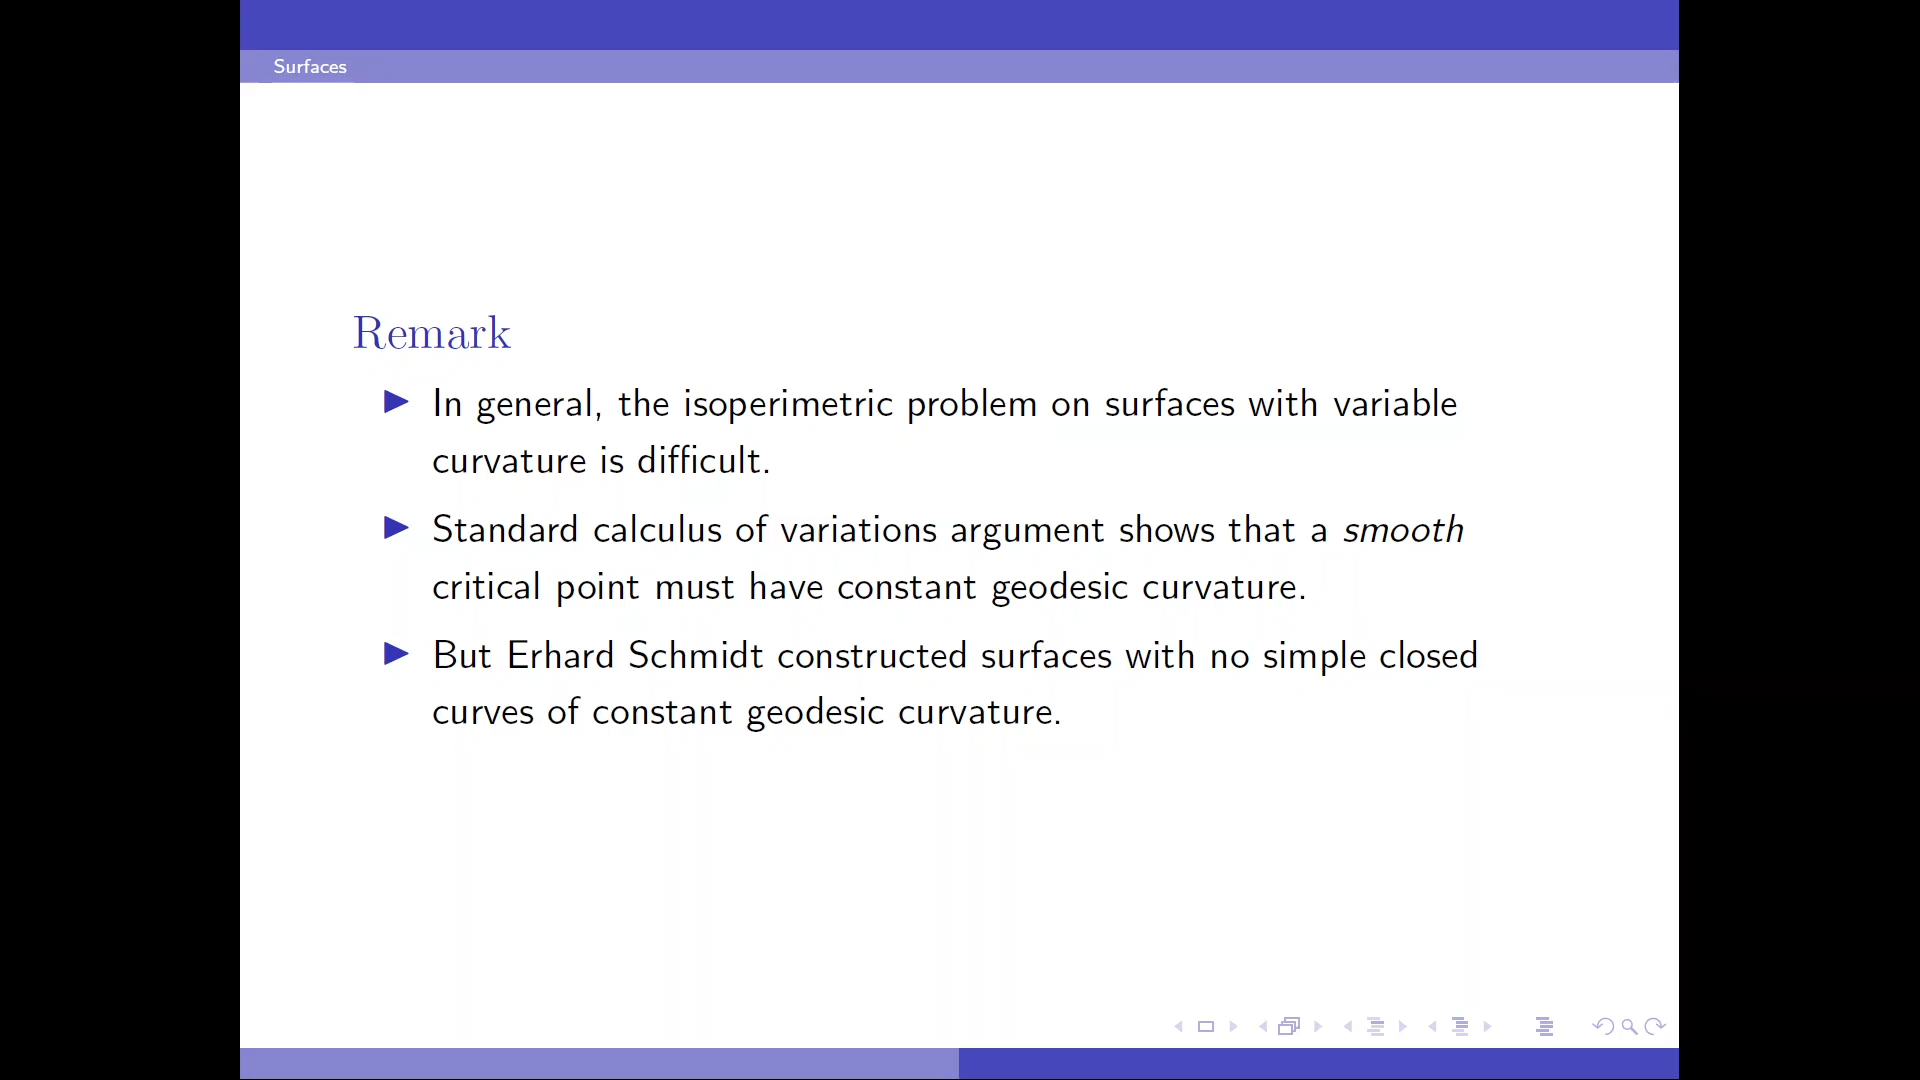 Surfaces
Remark
In general, the isoperimetric problem on surfaces with variable
curvature is difficult.
Standard calculus of variations argument shows that a smooth
critical point must have constant geodesic curvature.
But Erhard Schmidt constructed surfaces with no simple closed
curves of constant geodesic curvature.